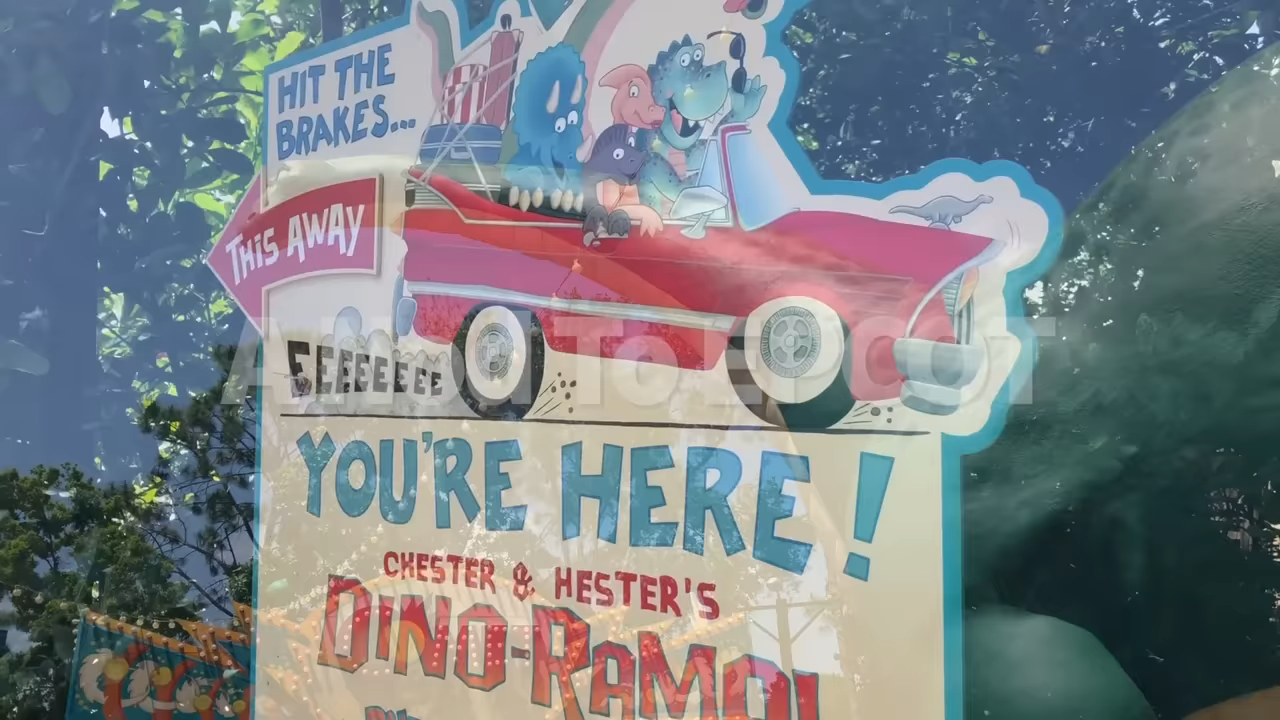 HIT THE
BRAKES...
THIS AWAY
EEEEEEEE
YOU'RE HERE!
CHESTER & HESTER'S
DINO-RAMA!